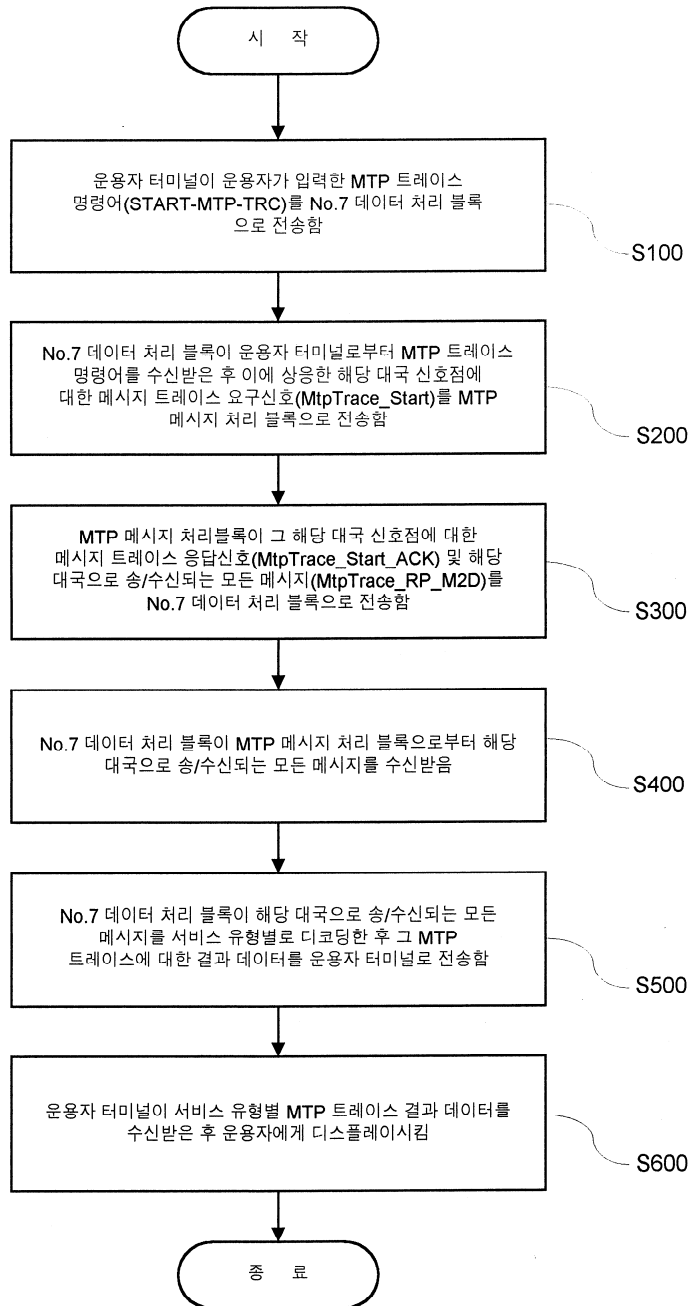 시 작
운용자 터미널이 운용자가 입력한 MTP 트레이스
명령어(START-MTP-TRC)를 No.7 데이터 처리 블록
으로 전송함
S100
No.7 데이터 처리 블록이 운용자 터미널로부터 MTP 트레이스
명령어를 수신받은 후 이에 상응한 해당 대국 신호점에
대한 메시지 트레이스 요구신호(MtpTrace_Start)를 MTP
메시지 처리 블록으로 전송함
S200
MTP 메시지 처리블록이 그 해당 대국 신호점에 대한
메시지 트레이스 응답신호(MtpTrace_Start_ACK) 및 해당
대국으로 송/수신되는 모든 메시지(MtpTrace_RP_M2D)를
No.7 데이터 처리 블록으로 전송함
S300
No.7 데이터 처리 블록이 MTP 메시지 처리 블록으로부터 해당
대국으로 송/수신되는 모든 메시지를 수신받음
S400
No.7 데이터 처리 블록이 해당 대국으로 송/수신되는 모든
메시지를 서비스 유형별로 디코딩한 후 그 MTP
트레이스에 대한 결과 데이터를 운용자 터미널로 전송함
S500
운용자 터미널이 서비스 유형별 MTP 트레이스 결과 데이터를
수신받은 후 운용자에게 디스플레이시킴
S600
종 료